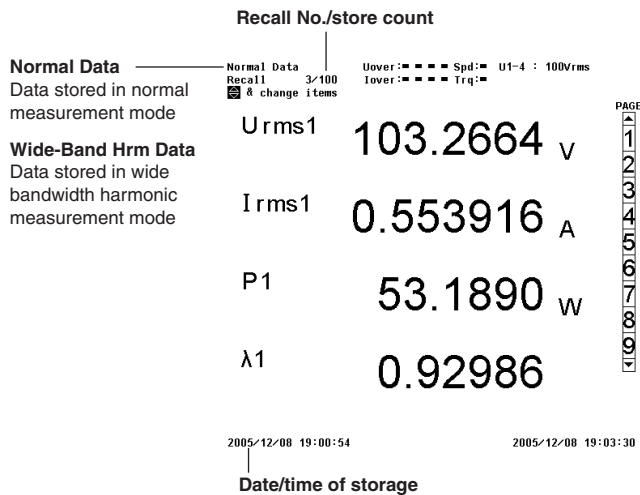 Recall No./store count
Normal Data
Data stored in normal
measurement mode
Wide-Band Hrm Data
Data stored in wide
bandwidth harmonic
measurement mode
Normal Data Uover: Spd: U1-4 : 100Vrms
Recall 3/100 Iover: Trq:
& change items
PAGE
Urms1 103.2664 V
Irms1 0.553916 A
P1 53.1890 W
λ1 0.92986
1
2
3
4
5
6
7
8
9
2005/12/08 19:00:54 2005/12/08 19:03:30
Date/time of storage